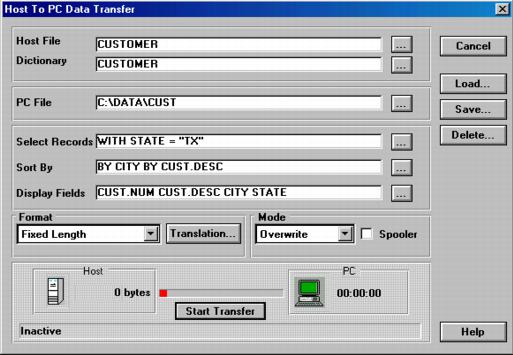 Host To PC Data Transfer
Host File CUSTOMER ...
Dictionary CUSTOMER ...
Cancel
Load...
PC File C:\DATA\CUST ...
Save...
Delete...
Select Records WITH STATE = "TX" ...
Sort By BY CITY BY CUST.DESC ...
Display Fields CUST.NUM CUST.DESC CITY STATE ...
Format
Fixed Length Translation...
Mode
Overwrite Spooler
Host
0 bytes
PC
00:00:00
Start Transfer
Inactive
Help